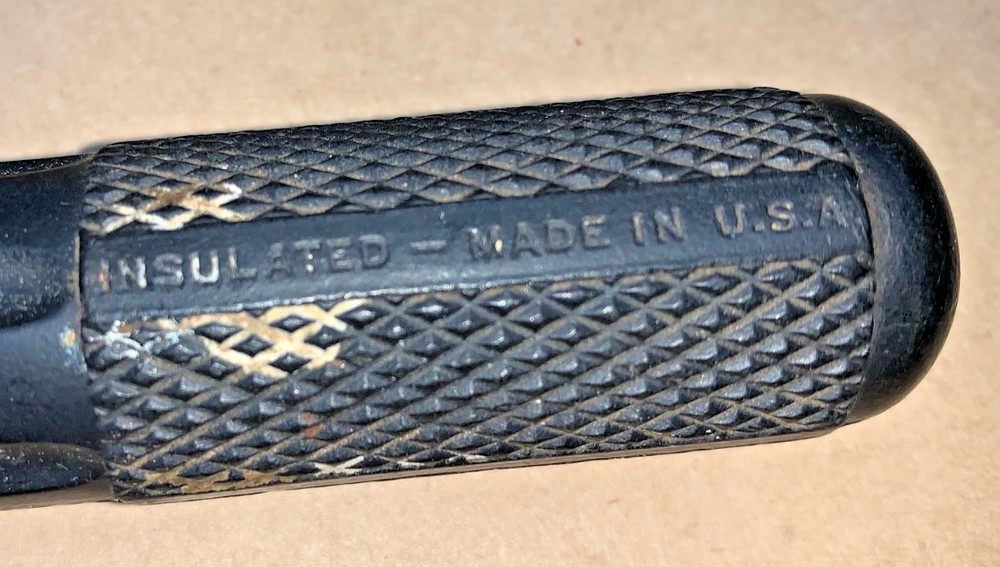 INSULATED — MADE IN U.S.A